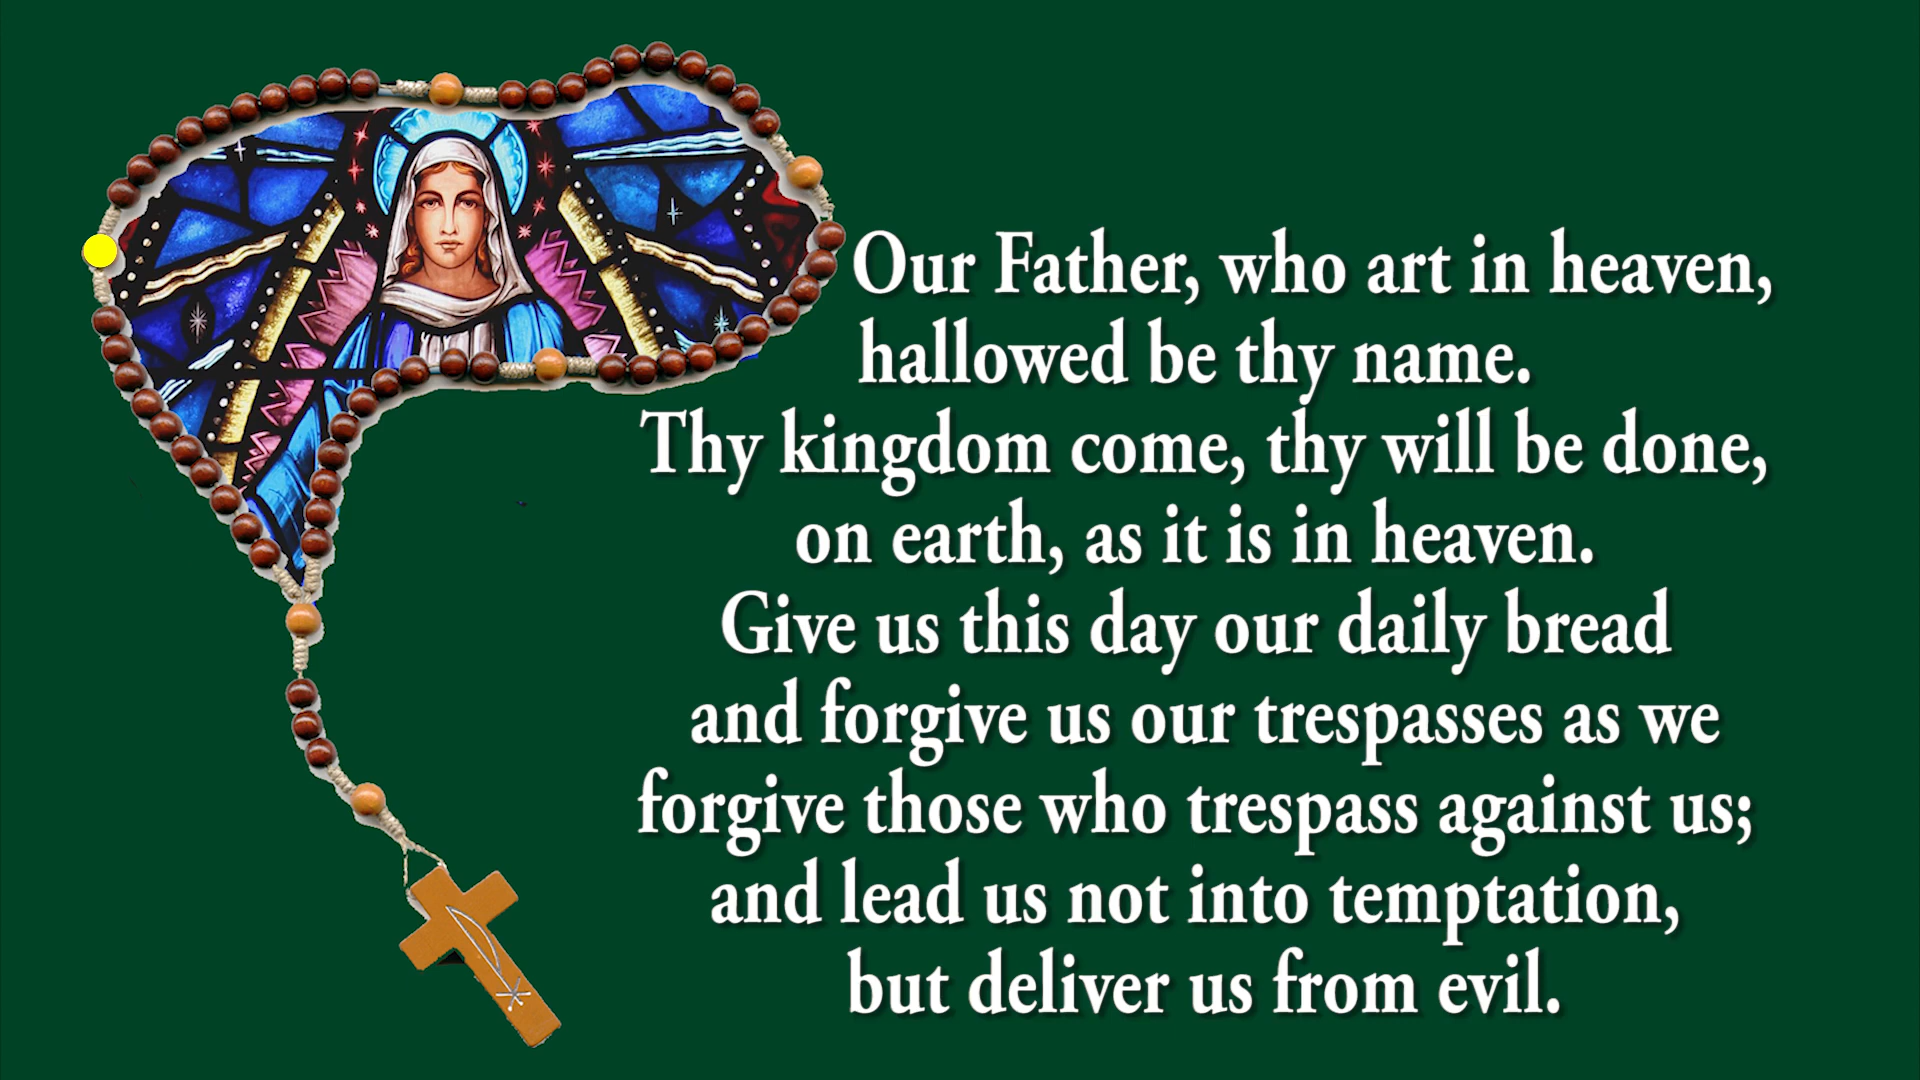 Our Father, who art in heaven,
hallowed be thy name.
Thy kingdom come, thy will be done,
on earth, as it is in heaven.
Give us this day our daily bread
and forgive us our trespasses as we
forgive those who trespass against us;
and lead us not into temptation,
but deliver us from evil.